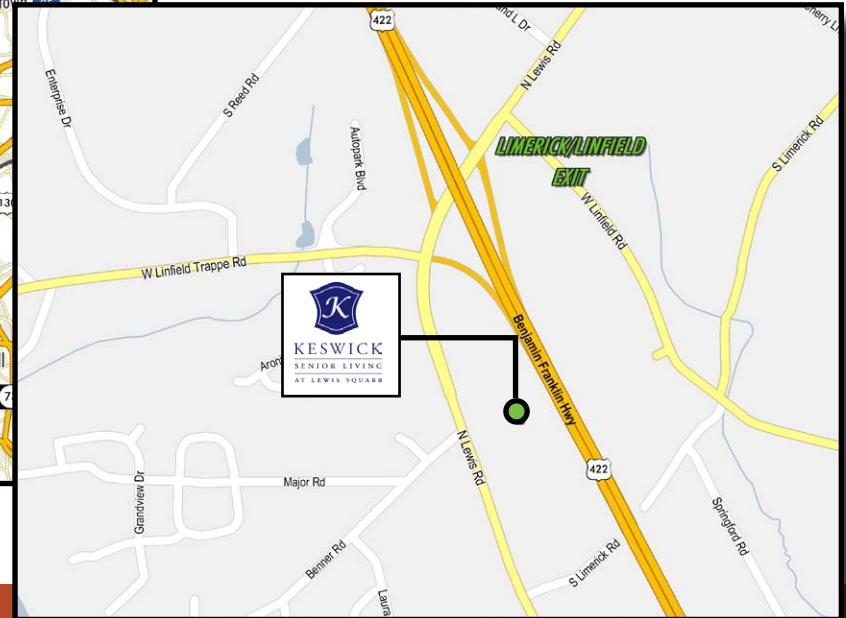 422
N Lewis Rd
Enterprise Dr
S Reed Rd
Autopark Blvd
LIMERICK/LINFIELD
EXIT
S Limerick Rd
W Linfield Rd
W Linfield Trappe Rd
K
KESWICK
SENIOR LIVING
AT LEWIS SQUARE
Benjamin Franklin Hwy
N Lewis Rd
422
Major Rd
Grandview Dr
Benner Rd
S Limerick Rd
Springford Rd
Laura